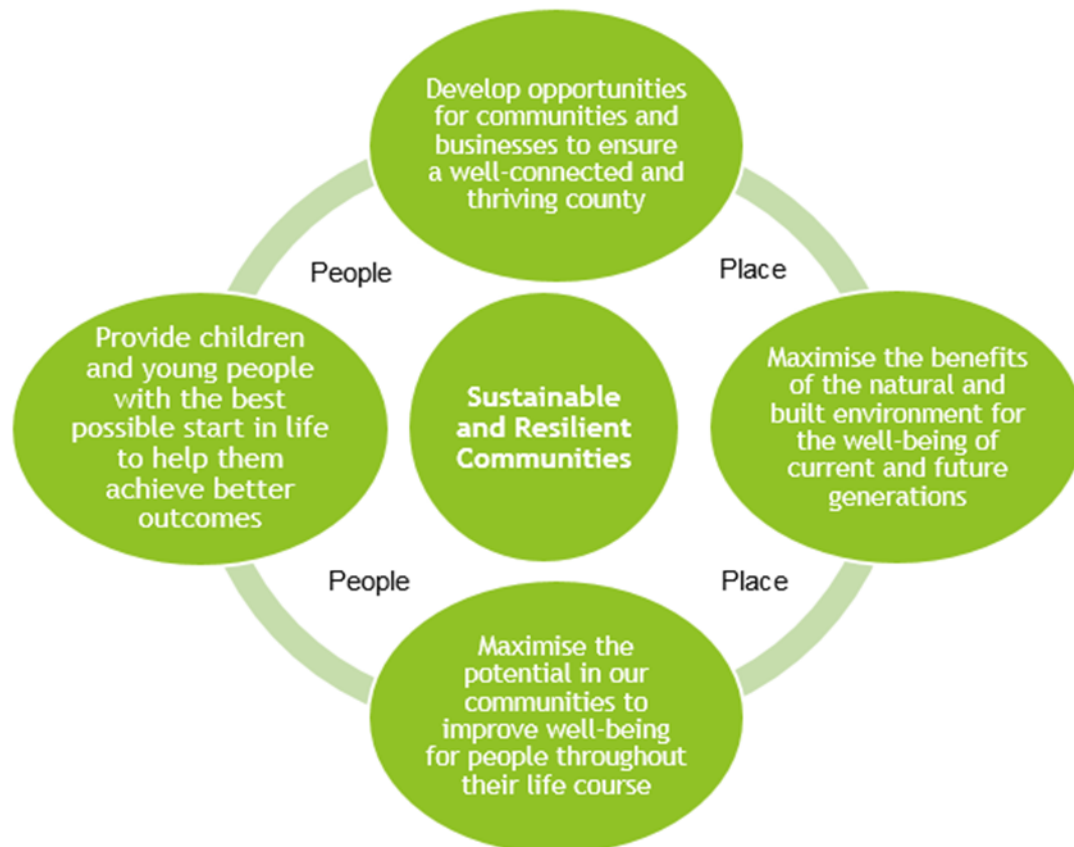 Develop opportunities
for communities and
businesses to ensure
a well-connected and
thriving county
People
Place
Provide children
and young people
with the best
possible start in life
to help them
achieve better
outcomes
Sustainable
and Resilient
Communities
Maximise the benefits
of the natural and
built environment for
the well-being of
current and future
generations
People
Place
Maximise the
potential in our
communities to
improve well-being
for people throughout
their life course